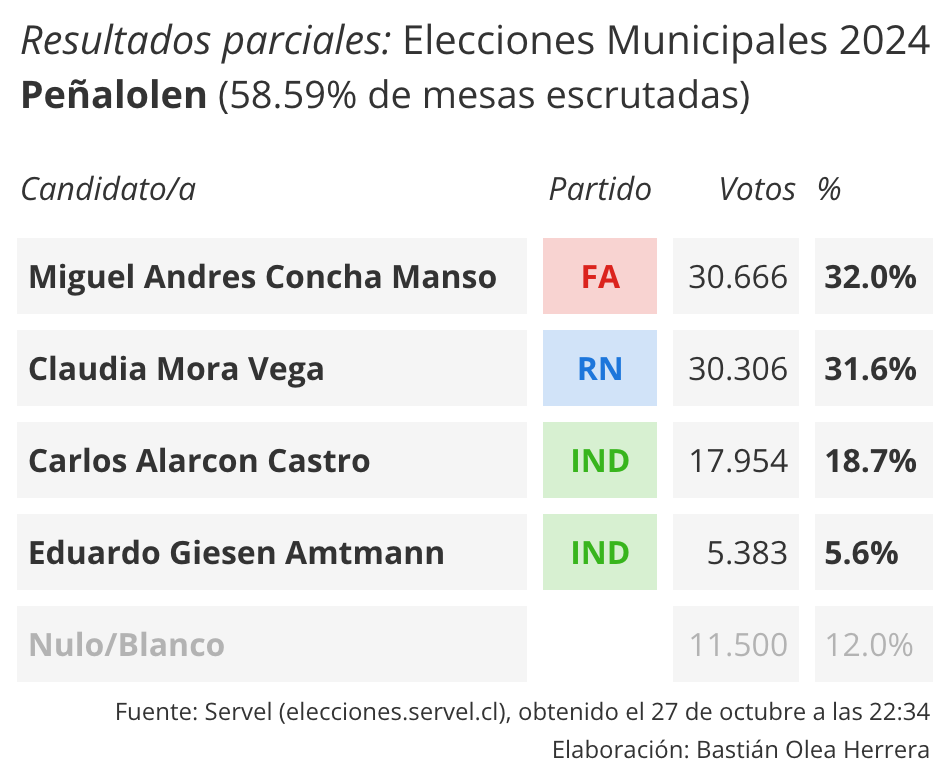 Resultados parciales: Elecciones Municipales 2024
Peñalolen (58.59% de mesas escrutadas)
Candidato/a Partido Votos %
Miguel Andres Concha Manso FA 30.666 32.0%
Claudia Mora Vega RN 30.306 31.6%
Carlos Alarcon Castro IND 17.954 18.7%
Eduardo Giesen Amtmann IND 5.383 5.6%
Nulo/Blanco 11.500 12.0%
Fuente: Servel (elecciones.servel.cl), obtenido el 27 de octubre a las 22:34
Elaboración: Bastián Olea Herrera